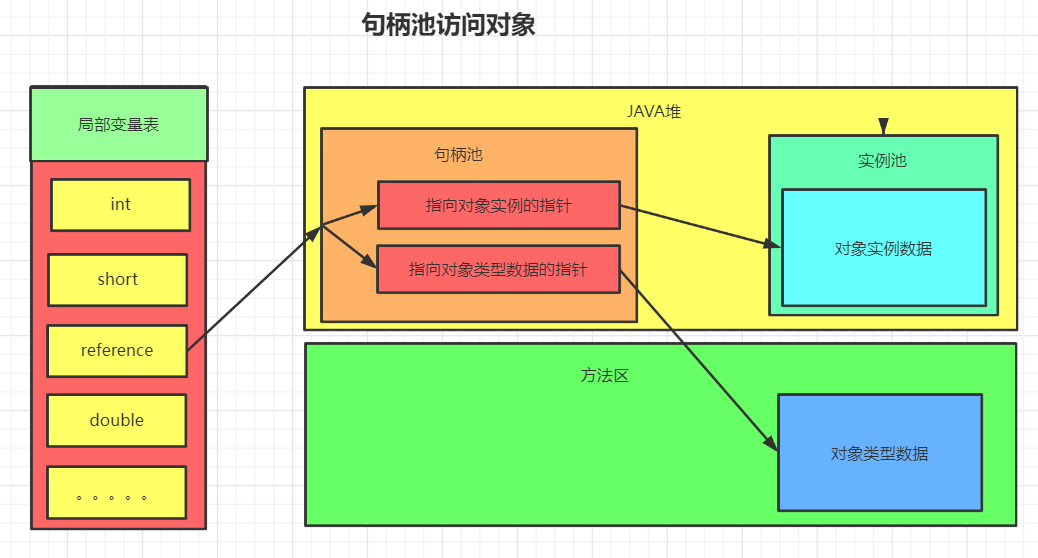 句柄池访问对象
局部变量表
int
short
reference
double
。。。。。
JAVA堆
句柄池
指向对象实例的指针
指向对象类型数据的指针
实例池
对象实例数据
方法区
对象类型数据